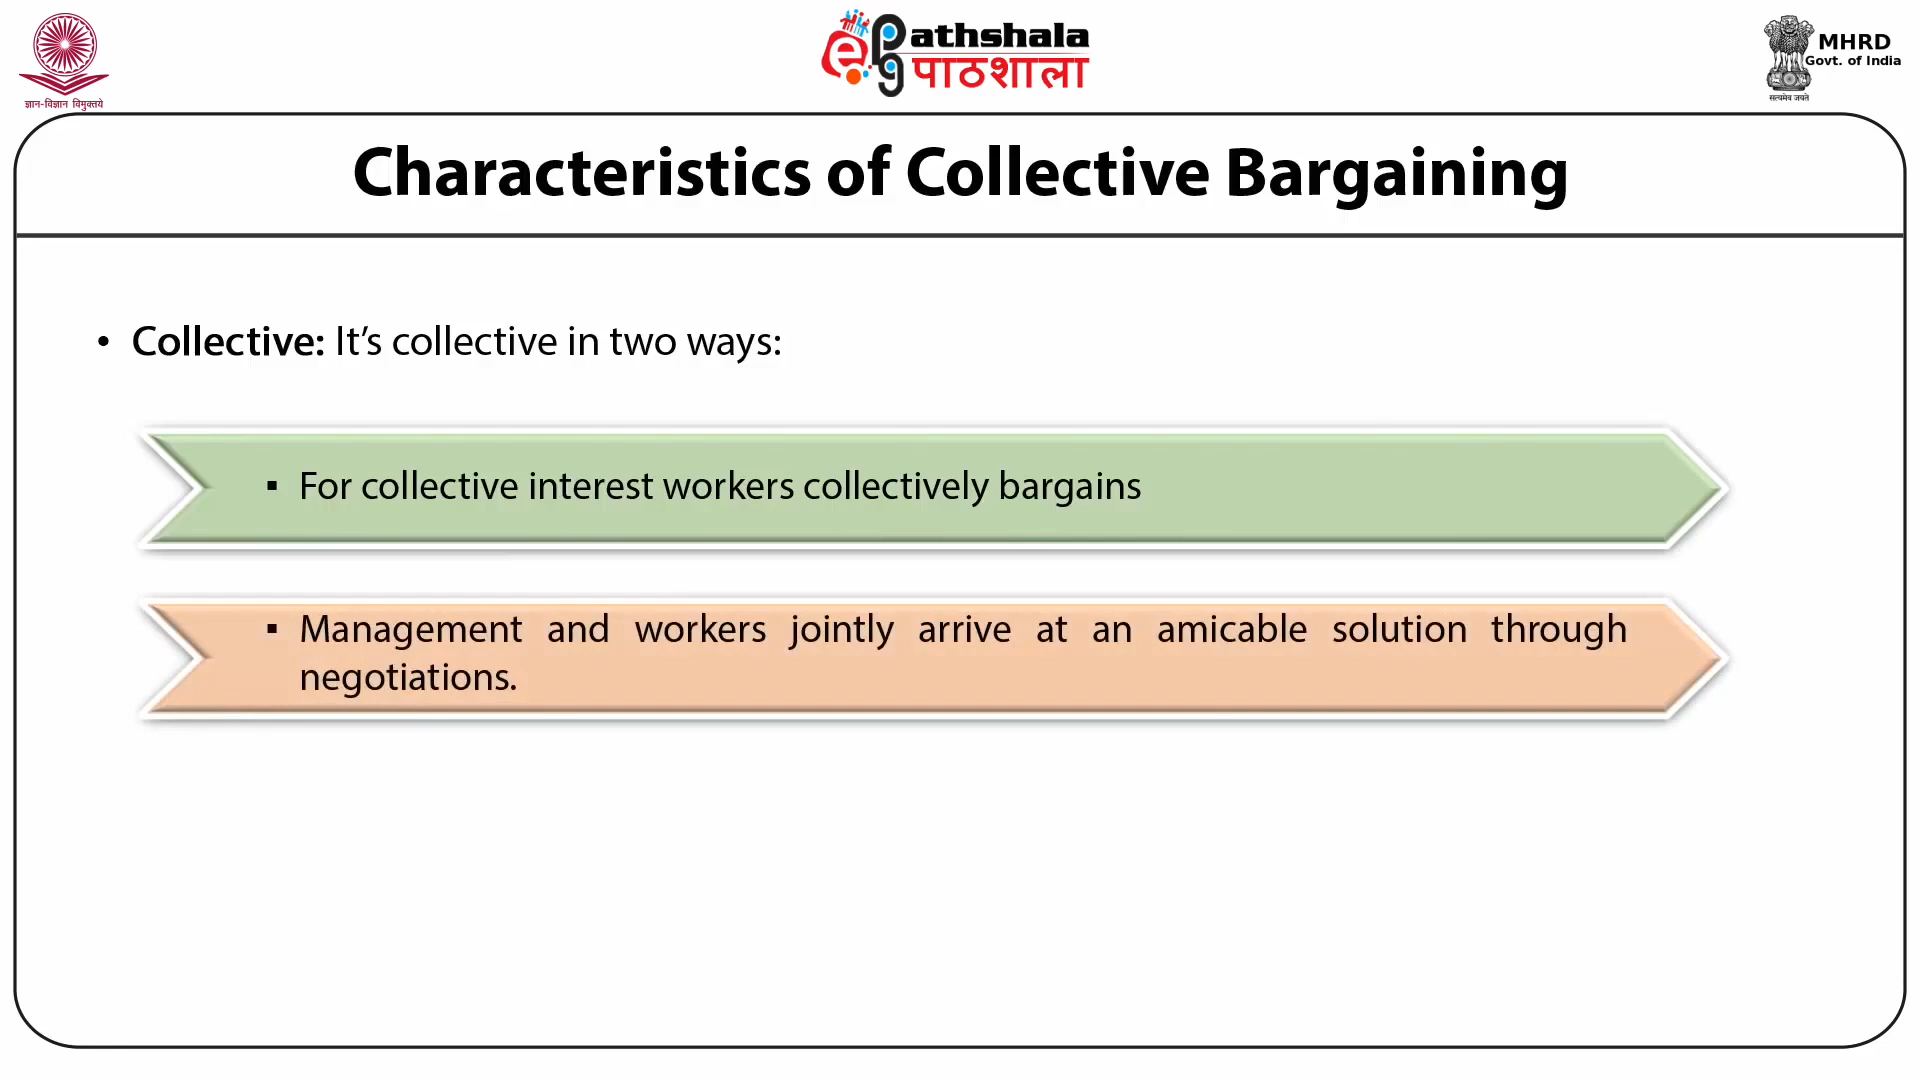 ज्ञान-विज्ञान विमुक्तये
ePathshala
पाठशाला
MHRD
Govt. of India
सत्यमेव जयते
Characteristics of Collective Bargaining
• Collective: It’s collective in two ways:
▪ For collective interest workers collectively bargains
▪ Management and workers jointly arrive at an amicable solution through
negotiations.